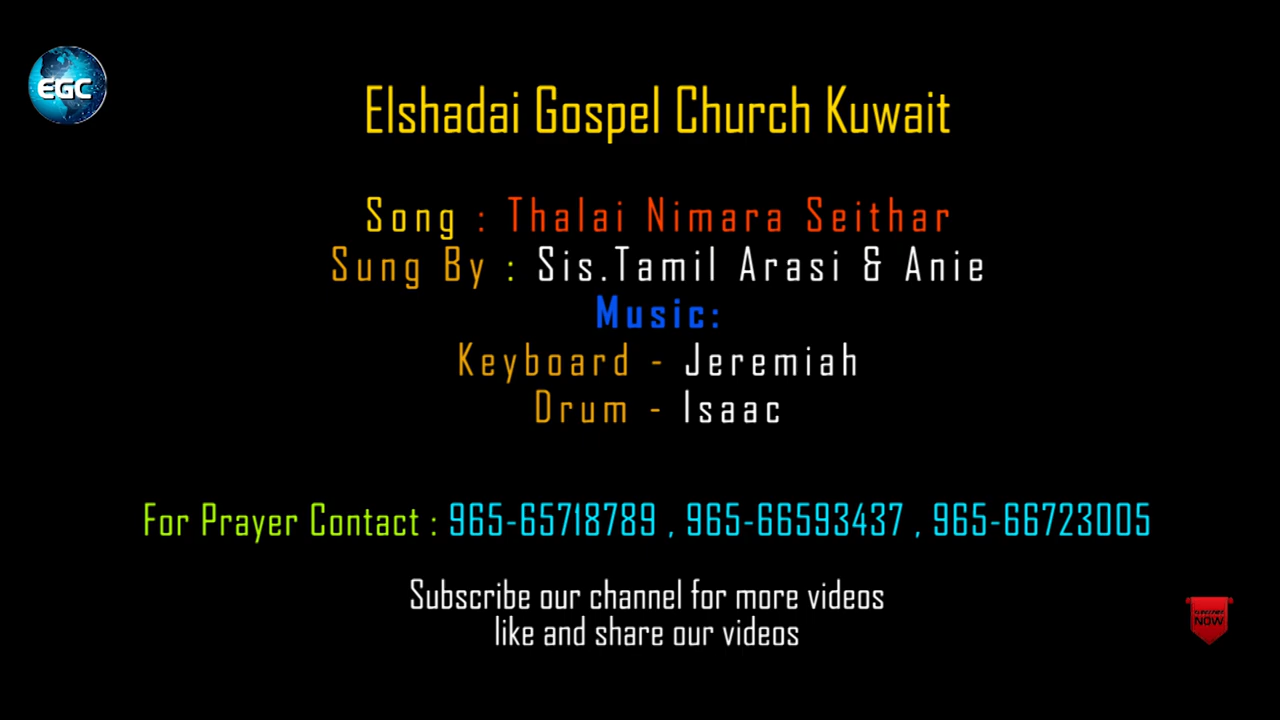 EGC
Elshadai Gospel Church Kuwait
Song : Thalai Nimara Seithar
Sung By : Sis.Tamil Arasi & Anie
Music:
Keyboard - Jeremiah
Drum - Isaac
For Prayer Contact : 965-65718789 , 965-66593437 , 965-66723005
Subscribe our channel for more videos
like and share our videos
NOW